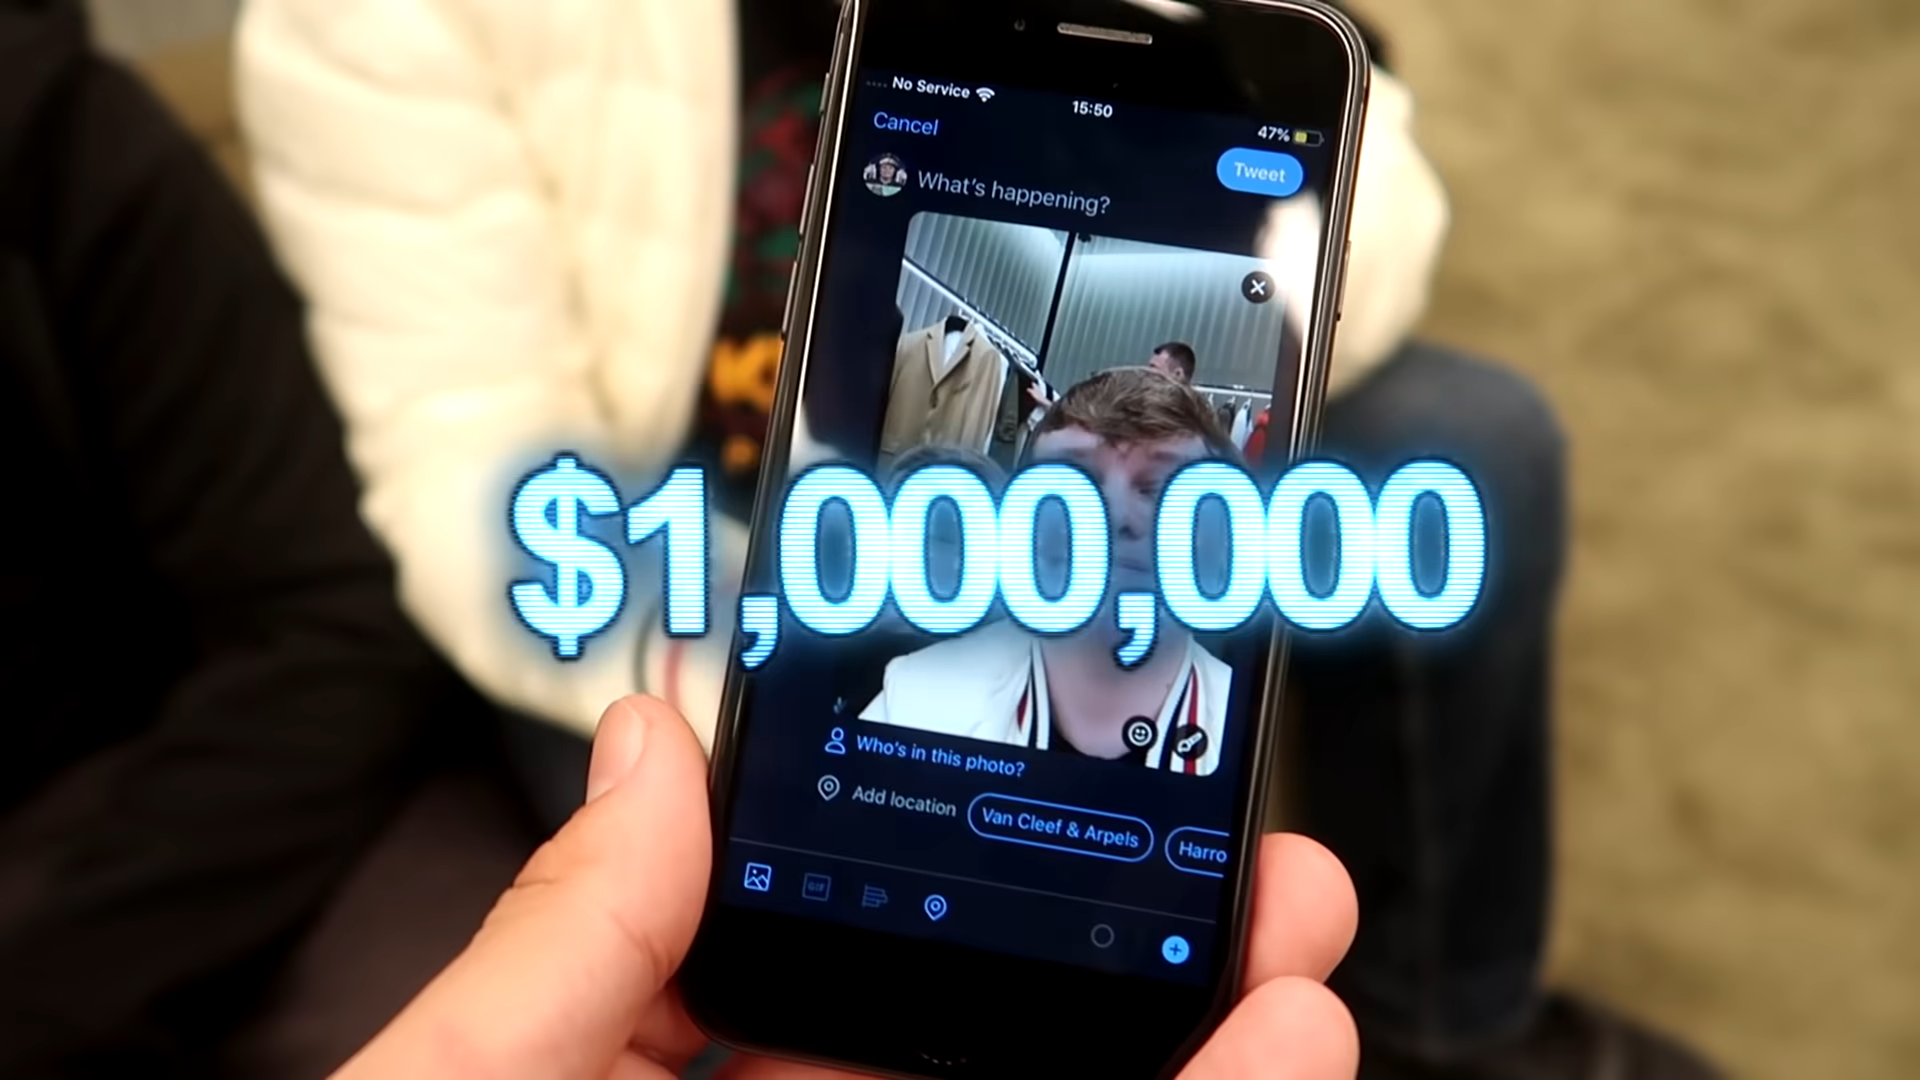 No Service
15:50
47%
Cancel
Tweet
What's happening?
$1,000,000
Who's in this photo?
Add location
Van Cleef & Arpels
Harro
GIF